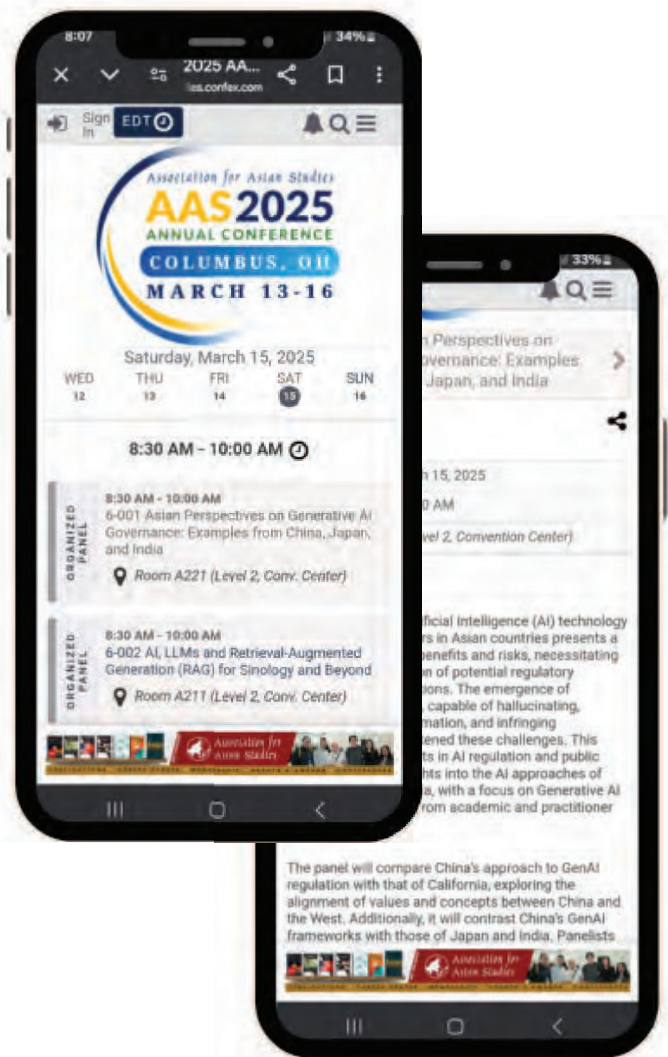 8:07
34%
2025 AA...
les.confex.com
Sign In
EDT
Association for Asian Studies
AAS2025
ANNUAL CONFERENCE
COLUMBUS, OH
MARCH 13-16
Saturday, March 15, 2025
WED THU FRI SAT SUN
12 13 14 15 16
8:30 AM – 10:00 AM
ORGANIZED PANEL
8:30 AM - 10:00 AM
6-001 Asian Perspectives on Generative AI
Governance: Examples from China, Japan,
and India
Room A221 (Level 2, Conv. Center)
ORGANIZED PANEL
8:30 AM - 10:00 AM
6-002 AI, LLMs and Retrieval-Augmented
Generation (RAG) for Sinology and Beyond
Room A211 (Level 2, Conv. Center)
Association for
Asian Studies
33%
n Perspectives on
overnance: Examples
Japan, and India
h 15, 2025
0 AM
vel 2, Convention Center)
ficial Intelligence (AI) technology
rs in Asian countries presents a
benefits and risks, necessitating
n of potential regulatory
ions. The emergence of
, capable of hallucinating,
mation, and infringing
tened these challenges. This
ts in AI regulation and public
hts into the AI approaches of
a, with a focus on Generative AI
rom academic and practitioner
The panel will compare China's approach to GenAI
regulation with that of California, exploring the
alignment of values and concepts between China and
the West. Additionally, it will contrast China's GenAI
frameworks with those of Japan and India. Panelists
Association for
Asian Studies